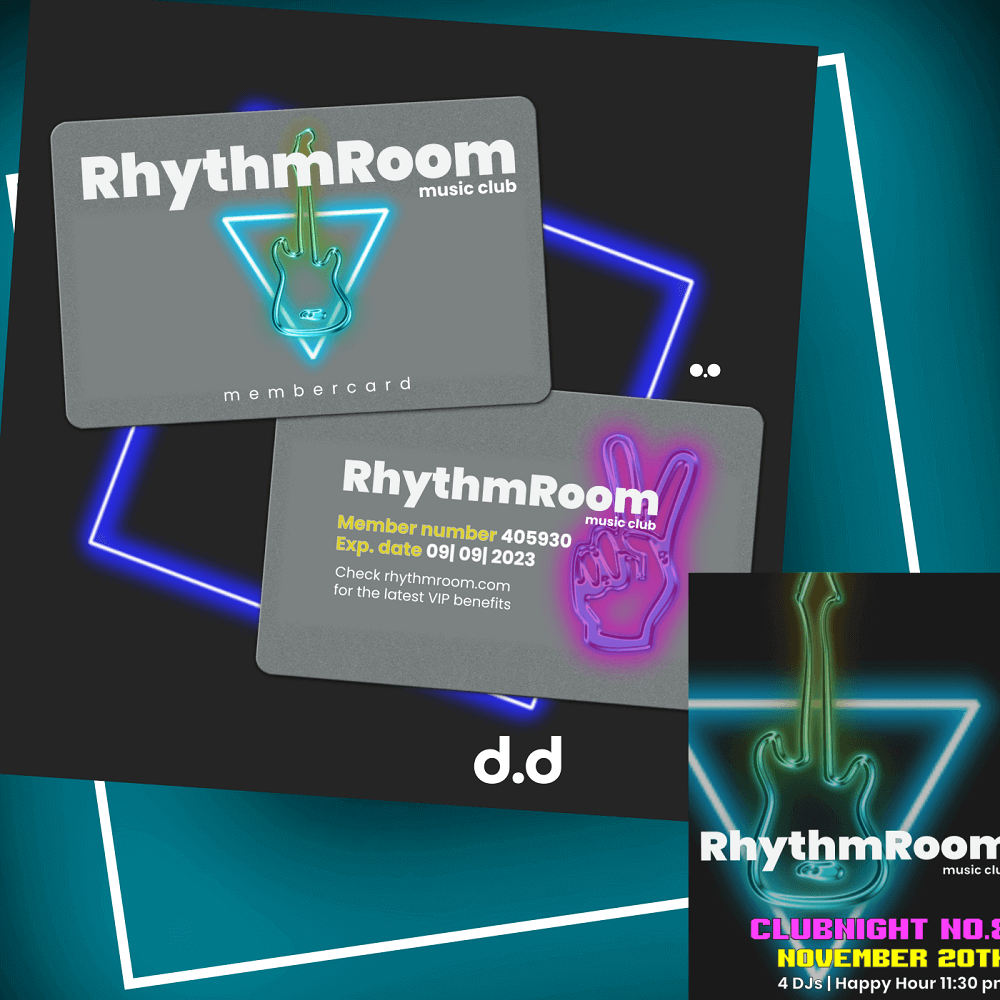 RhythmRoom
music club
membercard
RhythmRoom
music club
Member number 405930
Exp. date 09| 09| 2023
Check rhythmroom.com
for the latest VIP benefits
d.d
RhythmRoom
music clu
CLUBNIGHT NO.8
NOVEMBER 20TH
4 DJs | Happy Hour 11:30 pm